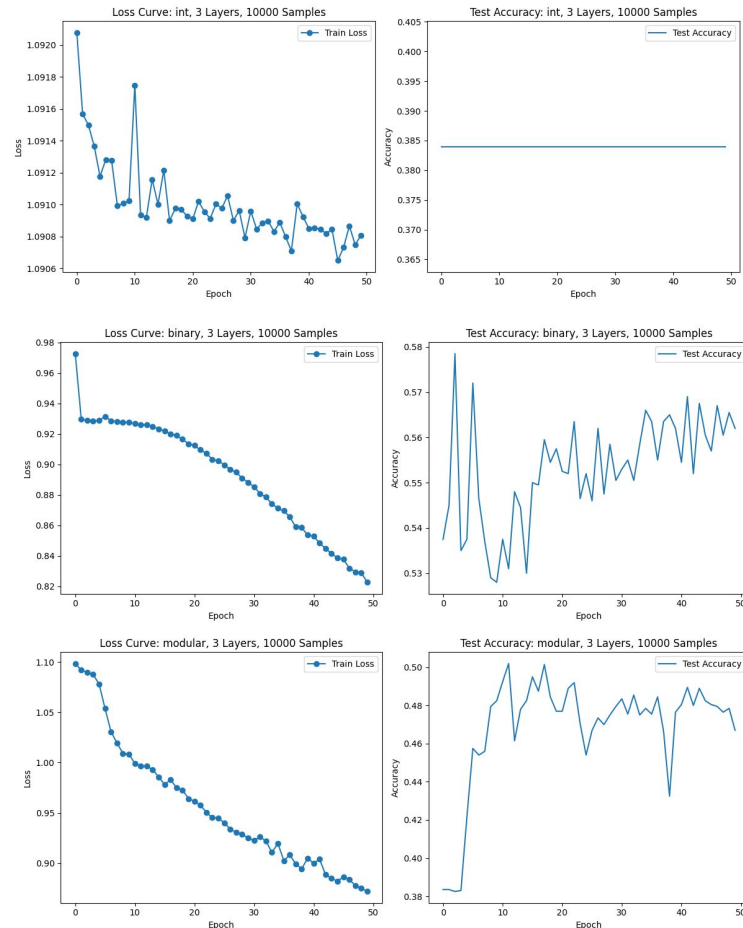 Loss Curve: int, 3 Layers, 10000 Samples
Train Loss
1.0920
1.0918
1.0916
1.0914
1.0912
1.0910
1.0908
1.0906
Loss
0 10 20 30 40 50
Epoch
Test Accuracy: int, 3 Layers, 10000 Samples
Test Accuracy
0.405
0.400
0.395
0.390
0.385
0.380
0.375
0.370
0.365
Accuracy
0 10 20 30 40 50
Epoch
Loss Curve: binary, 3 Layers, 10000 Samples
Train Loss
0.98
0.96
0.94
0.92
0.90
0.88
0.86
0.84
0.82
Loss
0 10 20 30 40 50
Epoch
Test Accuracy: binary, 3 Layers, 10000 Samples
Test Accuracy
0.58
0.57
0.56
0.55
0.54
0.53
Accuracy
0 10 20 30 40 50
Epoch
Loss Curve: modular, 3 Layers, 10000 Samples
Train Loss
1.10
1.05
1.00
0.95
0.90
Loss
0 10 20 30 40 50
Epoch
Test Accuracy: modular, 3 Layers, 10000 Samples
Test Accuracy
0.50
0.48
0.46
0.44
0.42
0.40
0.38
Accuracy
0 10 20 30 40 50
Epoch